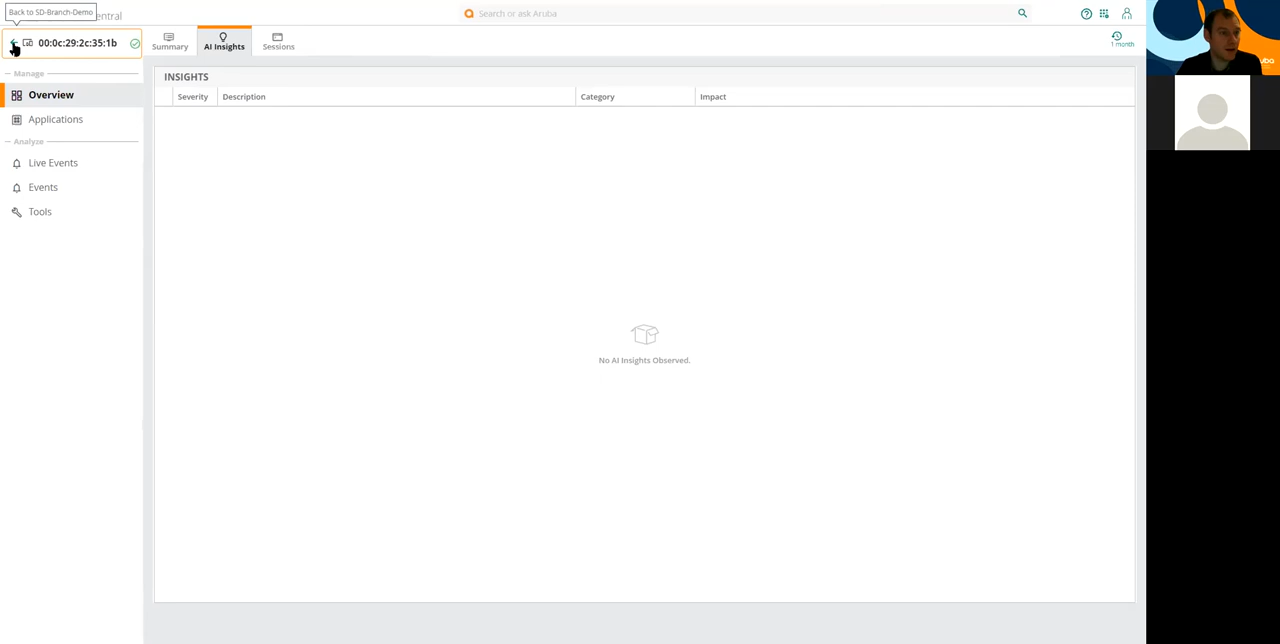 Back to SD-Branch-Demo
entral
Search or ask Aruba
00:0c:29:2c:35:1b
Summary
AI Insights
Sessions
1 month
Manage
Overview
Applications
Analyze
Live Events
Events
Tools
INSIGHTS
Severity
Description
Category
Impact
No AI Insights Observed.
uba